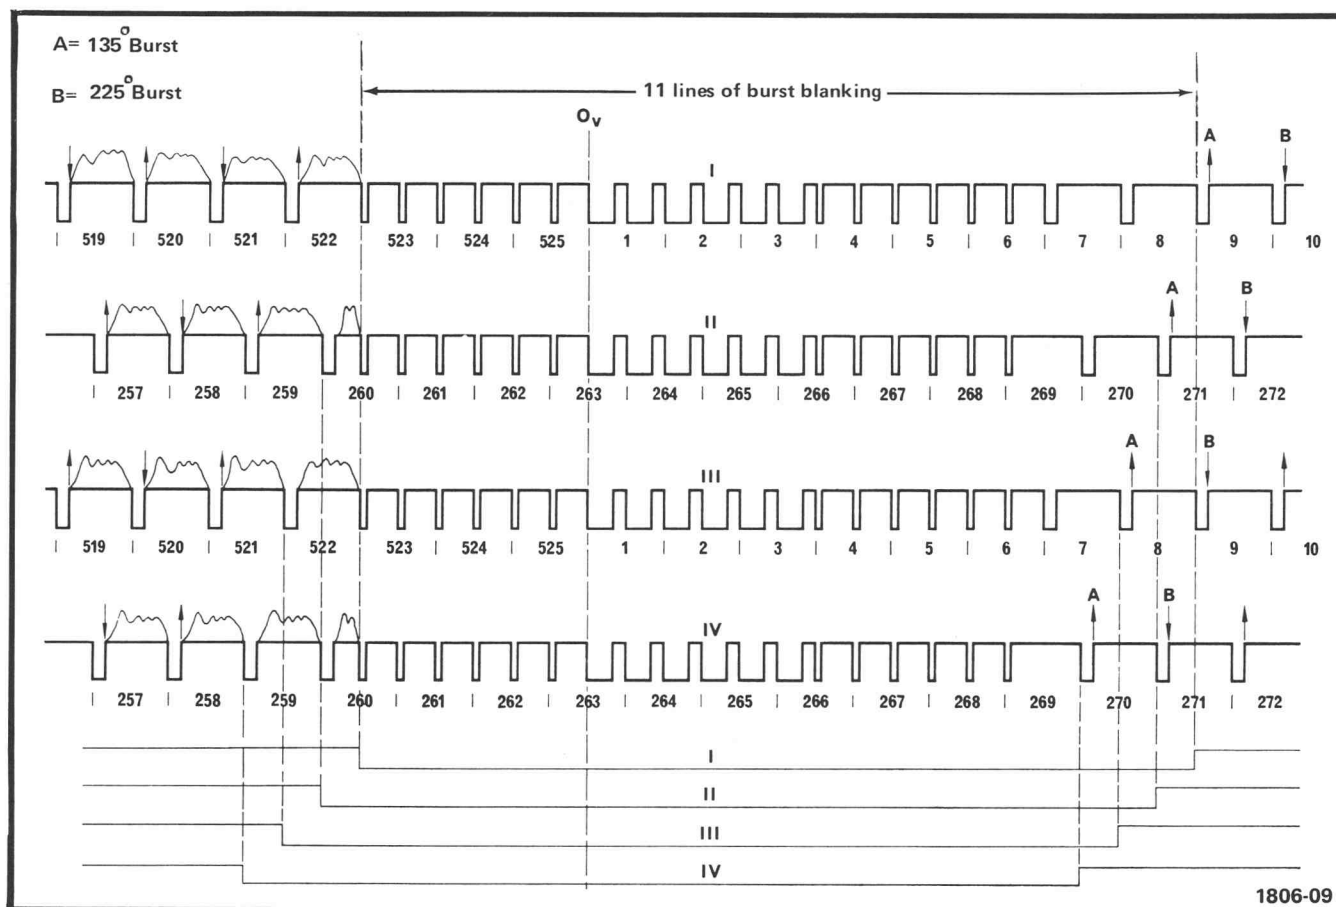 A= 135° Burst
B= 225° Burst
11 lines of burst blanking
Ov
A B
I
519 520 521 522 523 524 525 1 2 3 4 5 6 7 8 9 10
A B
II
257 258 259 260 261 262 263 264 265 266 267 268 269 270 271 272
A B
III
519 520 521 522 523 524 525 1 2 3 4 5 6 7 8 9 10
A B
IV
257 258 259 260 261 262 263 264 265 266 267 268 269 270 271 272
I
II
III
IV
1806-09